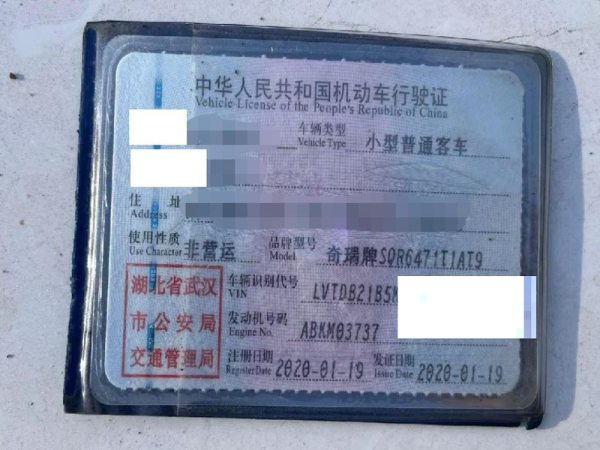 中华人民共和国机动车行驶证
Vehicle License of the People's Republic of China
车辆类型 小型普通客车
Vehicle Type
住 址
Address
使用性质 非营运 品牌型号 奇瑞牌SQR6471T1AT9
Use Character Model
湖北省武汉
市公安局
交通管理局
车辆识别代号 LVTDB21B5
VIN
发动机号码 ABKM03737
Engine No.
注册日期 2020-01-19 发证日期 2020-01-19
Register Date Issue Date